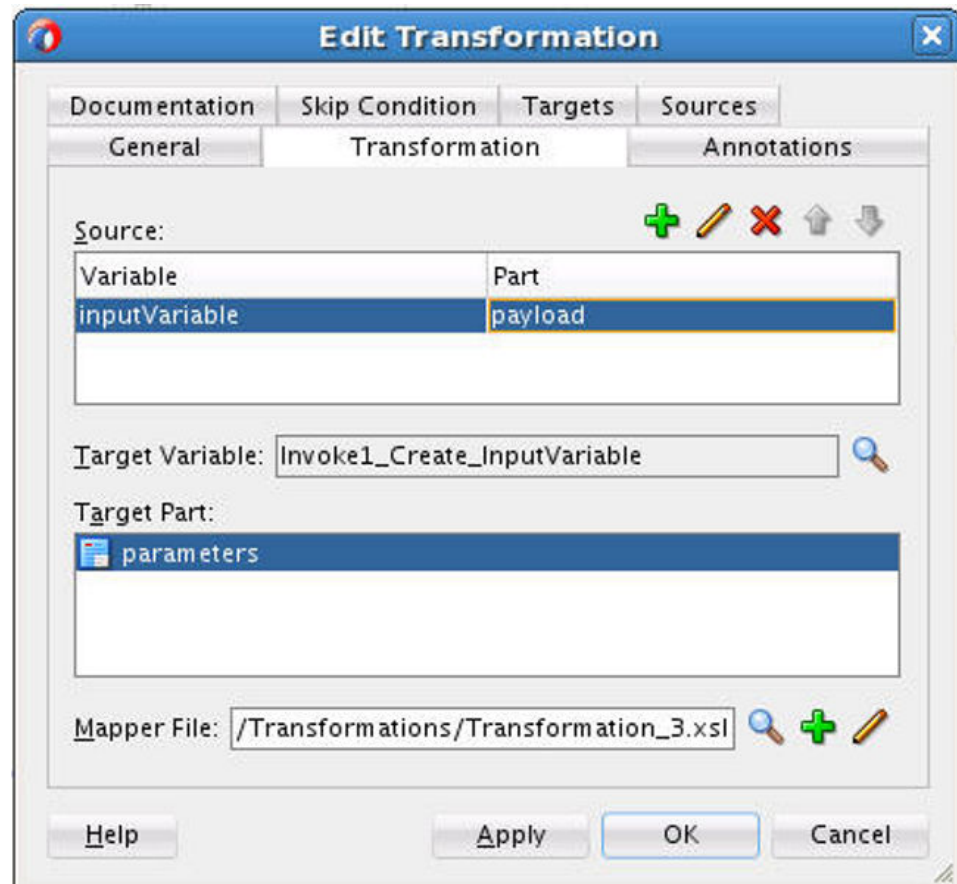 Edit Transformation
Documentation Skip Condition Targets Sources
General Transformation Annotations
Source:
Variable Part
inputVariable payload
Target Variable: Invoke1_Create_InputVariable
Target Part:
parameters
Mapper File: /Transformations/Transformation_3.xsl
Help Apply OK Cancel